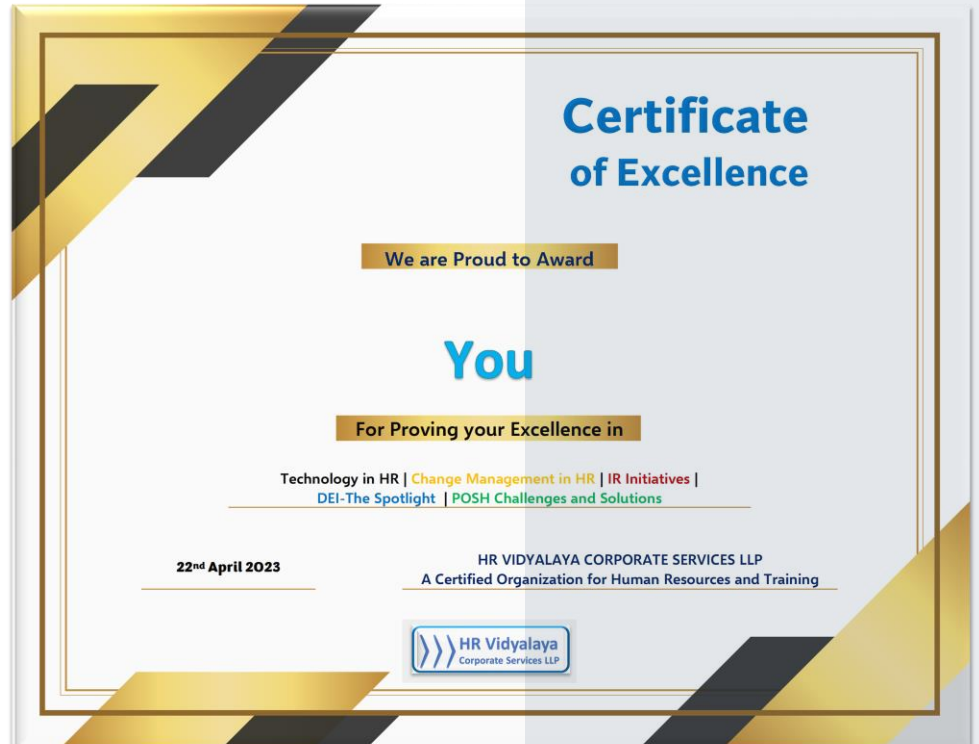 Certificate
of Excellence
We are Proud to Award
You
For Proving your Excellence in
Technology in HR | Change Management in HR | IR Initiatives |
DEI-The Spotlight | POSH Challenges and Solutions
22nd April 2023
HR VIDYALAYA CORPORATE SERVICES LLP
A Certified Organization for Human Resources and Training
HR Vidyalaya
Corporate Services LLP